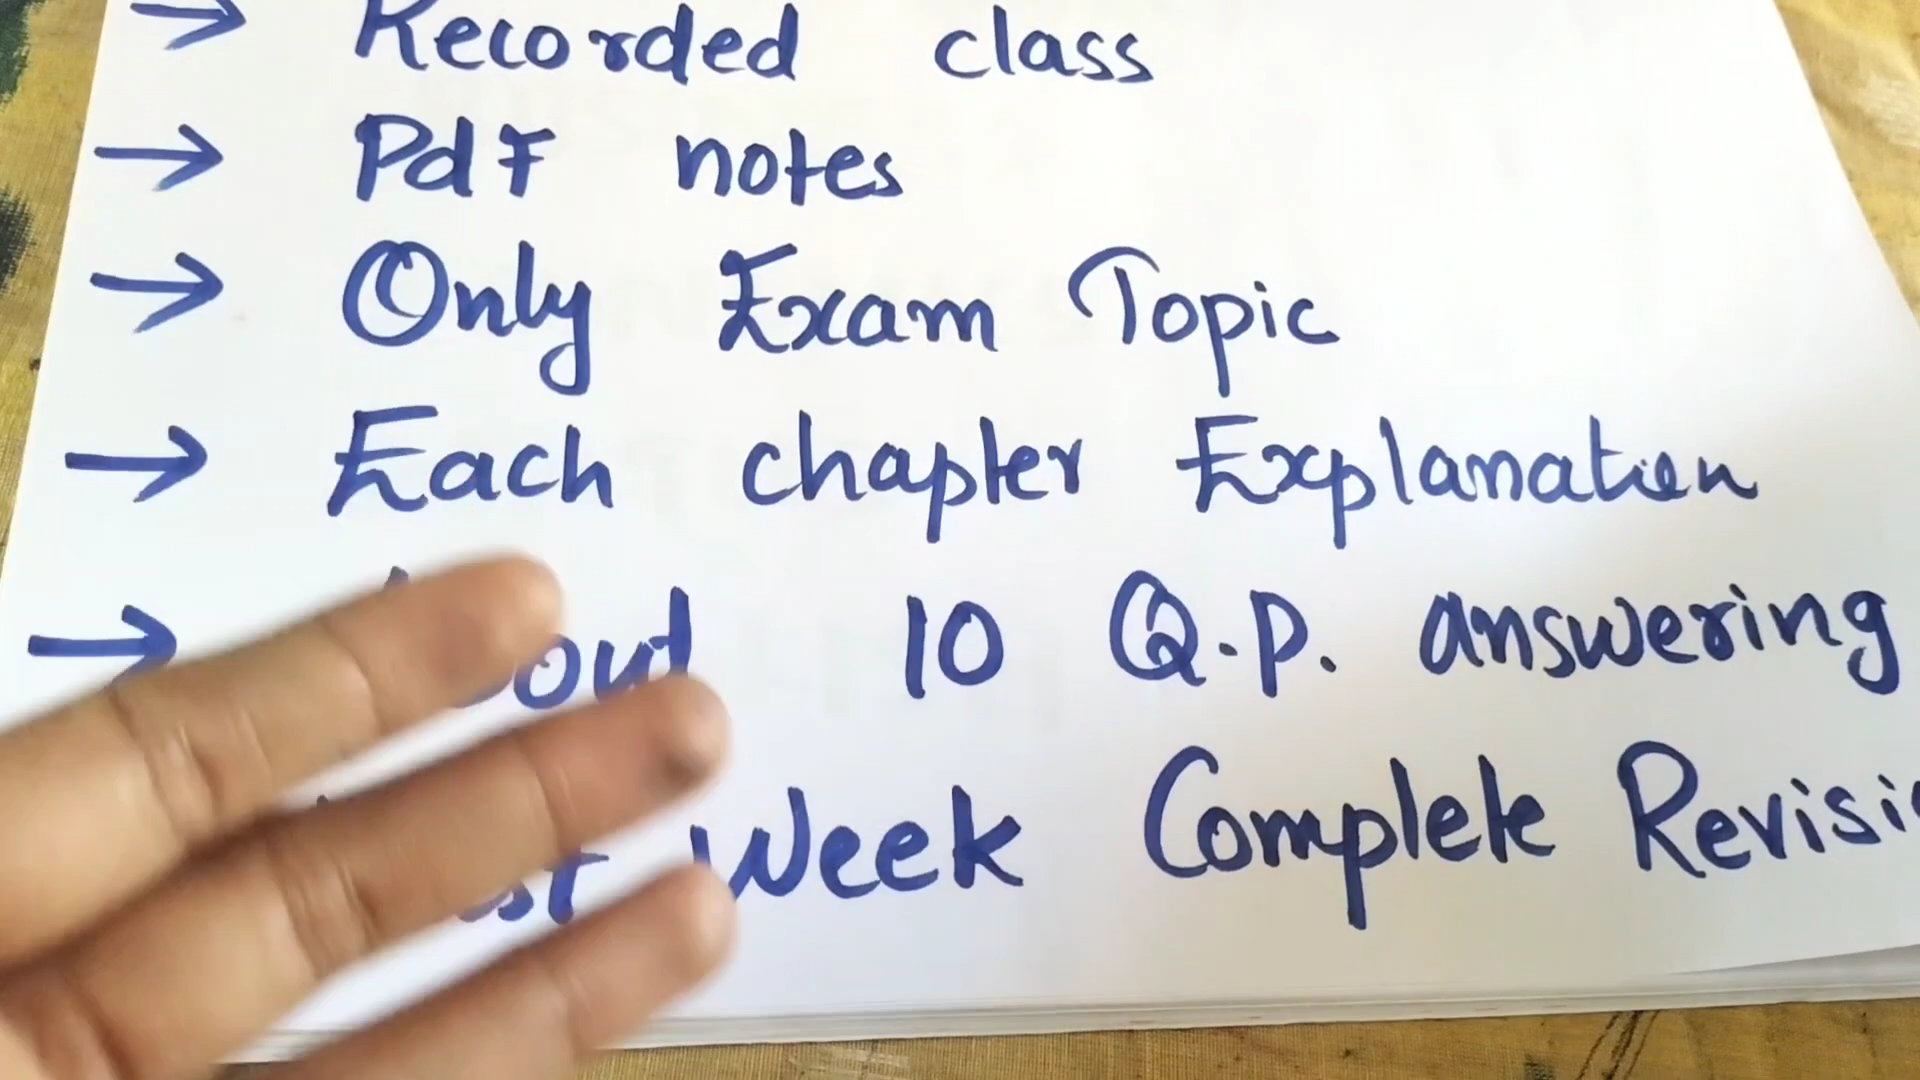 → Recorded class
→ Pdf notes
→ Only Exam Topic
→ Each chapter Explanation
→ 10 Q.P. answering
Week Complete